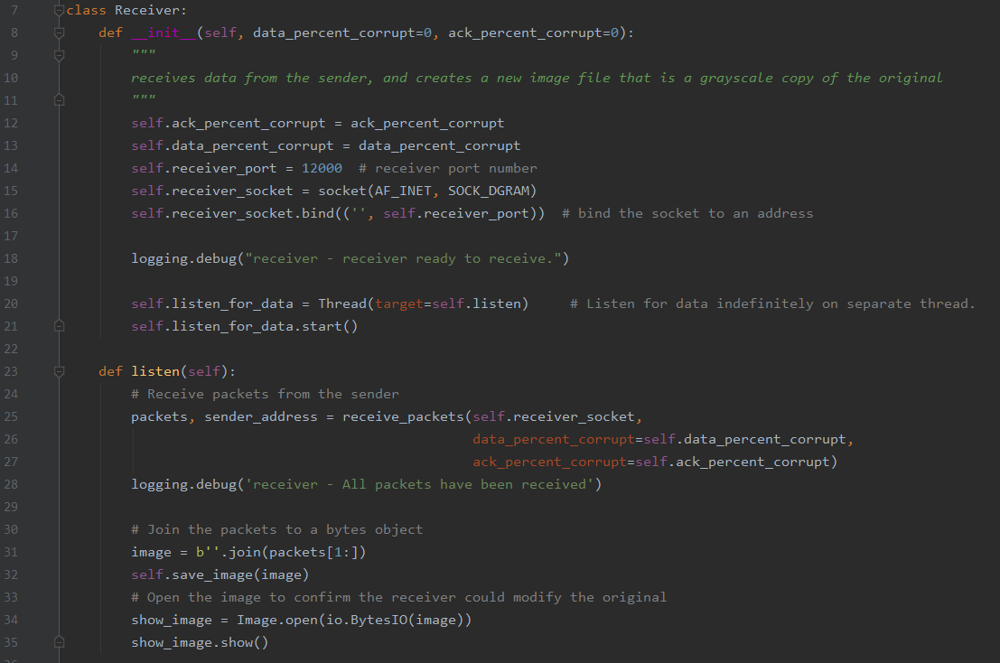 7 class Receiver:
8     def __init__(self, data_percent_corrupt=0, ack_percent_corrupt=0):
9         """
10         receives data from the sender, and creates a new image file that is a grayscale copy of the original
11         """
12         self.ack_percent_corrupt = ack_percent_corrupt
13         self.data_percent_corrupt = data_percent_corrupt
14         self.receiver_port = 12000  # receiver port number
15         self.receiver_socket = socket(AF_INET, SOCK_DGRAM)
16         self.receiver_socket.bind(('', self.receiver_port))  # bind the socket to an address
17
18         logging.debug("receiver - receiver ready to receive.")
19
20         self.listen_for_data = Thread(target=self.listen)     # Listen for data indefinitely on separate thread.
21         self.listen_for_data.start()
22
23     def listen(self):
24         # Receive packets from the sender
25         packets, sender_address = receive_packets(self.receiver_socket,
26                                                   data_percent_corrupt=self.data_percent_corrupt,
27                                                   ack_percent_corrupt=self.ack_percent_corrupt)
28         logging.debug('receiver - All packets have been received')
29
30         # Join the packets to a bytes object
31         image = b''.join(packets[1:])
32         self.save_image(image)
33         # Open the image to confirm the receiver could modify the original
34         show_image = Image.open(io.BytesIO(image))
35         show_image.show()